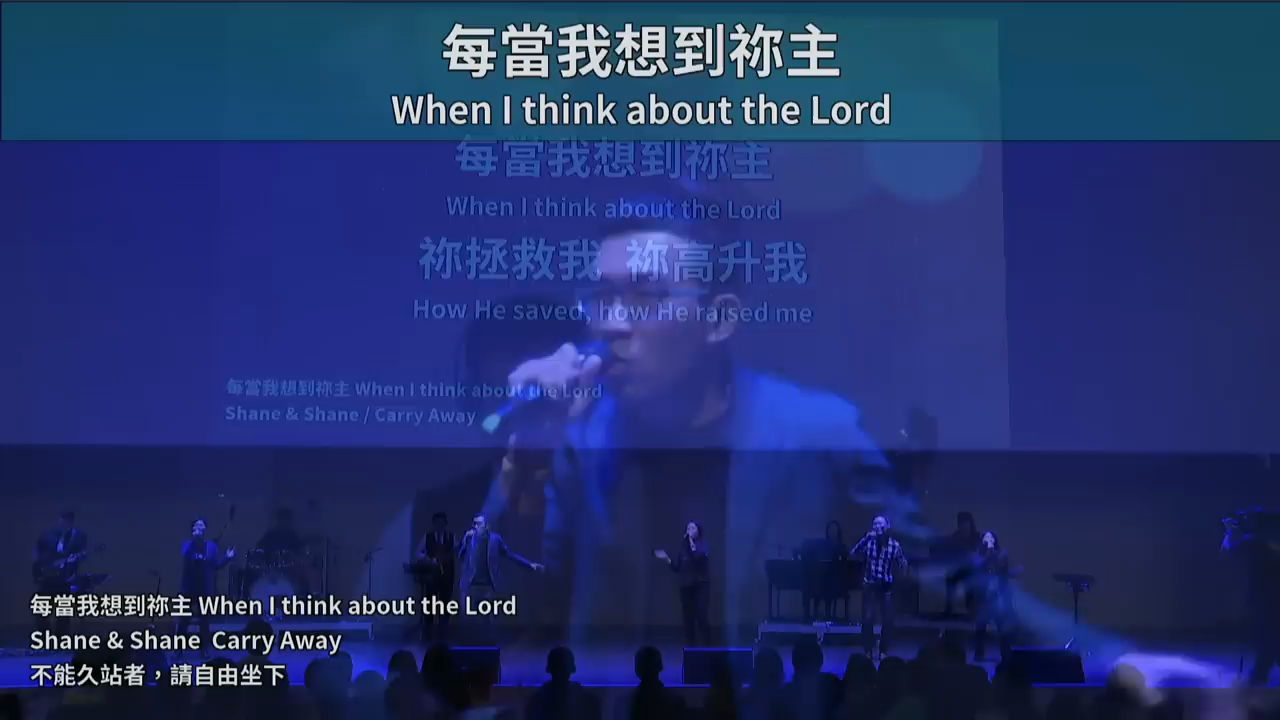 每當我想到祢主
When I think about the Lord
每當我想到祢主
When I think about the Lord
祢拯救我 祢高升我
How He saved, how He raised me
每當我想到祢主 When I think about the Lord
Shane & Shane / Carry Away
每當我想到祢主 When I think about the Lord
Shane & Shane Carry Away
不能久站者，請自由坐下